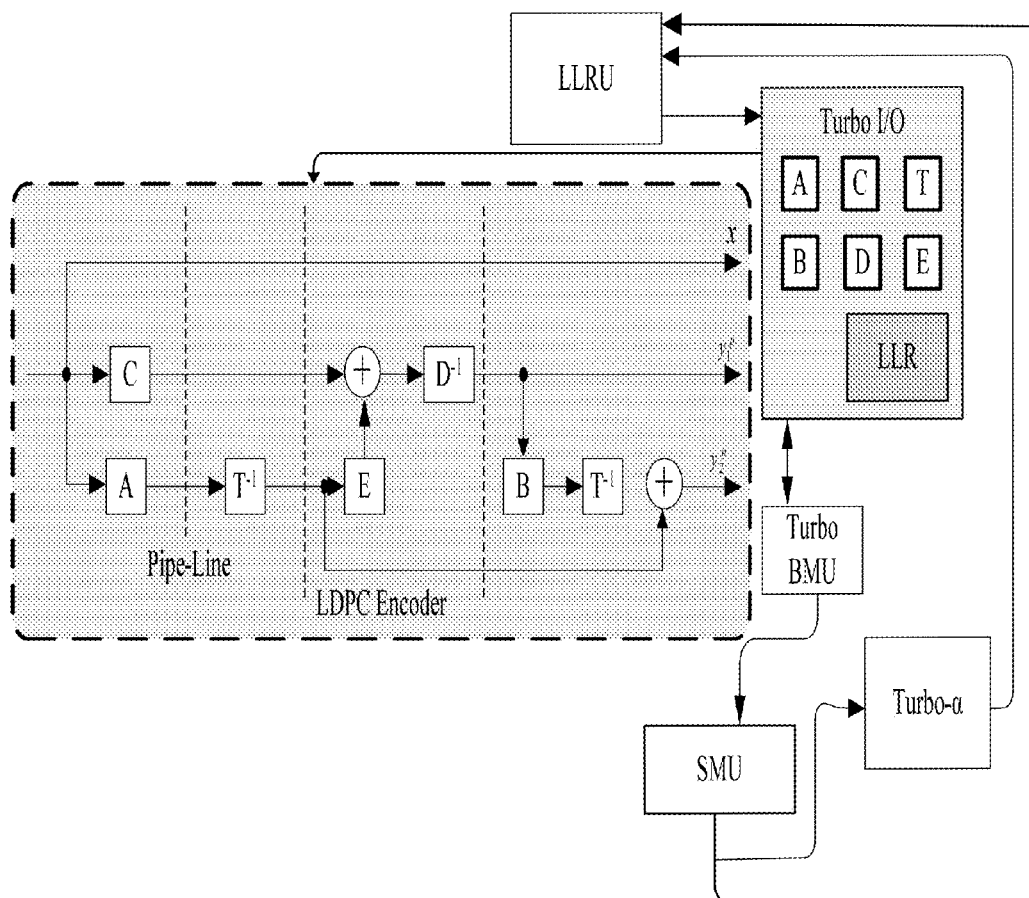 LLRU
Turbo I/O
A C T
B D E
LLR
x
C
+
D⁻¹
A
T⁻¹
E
B
T⁻¹
+
Pipe-Line
LDPC Encoder
Turbo
BMU
Turbo-α
SMU